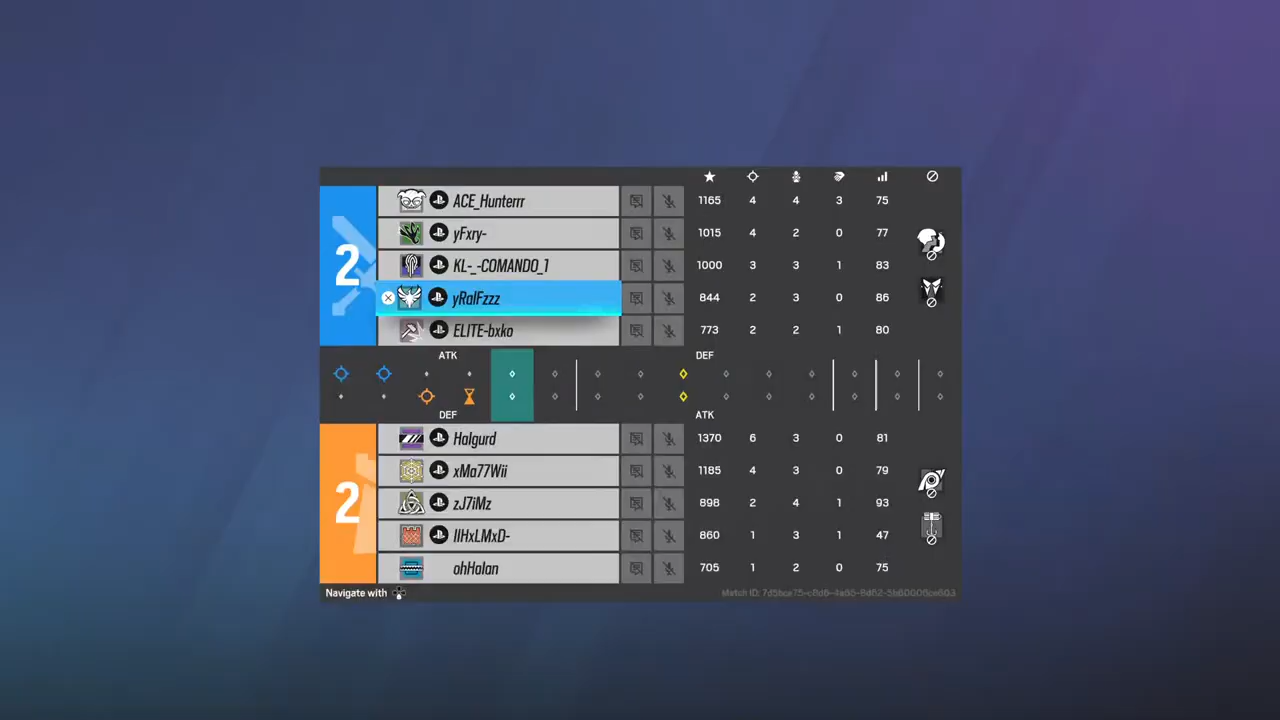 ACE_Hunterrr 1165 4 4 3 75
yFxry- 1015 4 2 0 77
2
KL-_-COMANDO_1 1000 3 3 1 83
yRalFzzz 844 2 3 0 86
ELITE-bxko 773 2 2 1 80
ATK DEF
DEF ATK
Halgurd 1370 6 3 0 81
xMa77Wii 1185 4 3 0 79
2
zJ7iMz 898 2 4 1 93
860 1 3 1 47
ohHalan 705 1 2 0 75
Navigate with
Match ID: